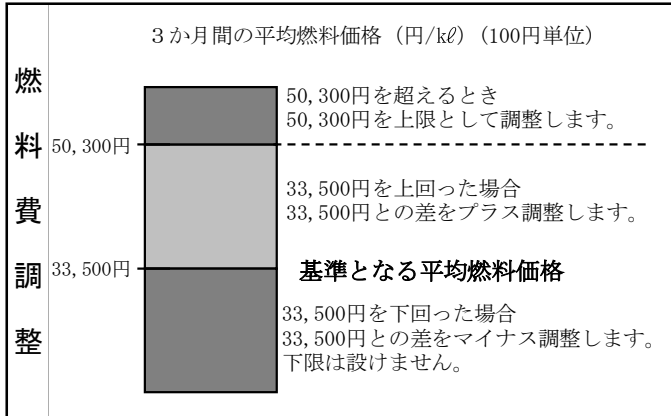 燃料費調整
3か月間の平均燃料価格（円/kℓ）（100円単位）
50,300円を超えるとき
50,300円を上限として調整します。
50,300円
33,500円を上回った場合
33,500円との差をプラス調整します。
33,500円
基準となる平均燃料価格
33,500円を下回った場合
33,500円との差をマイナス調整します。
下限は設けません。